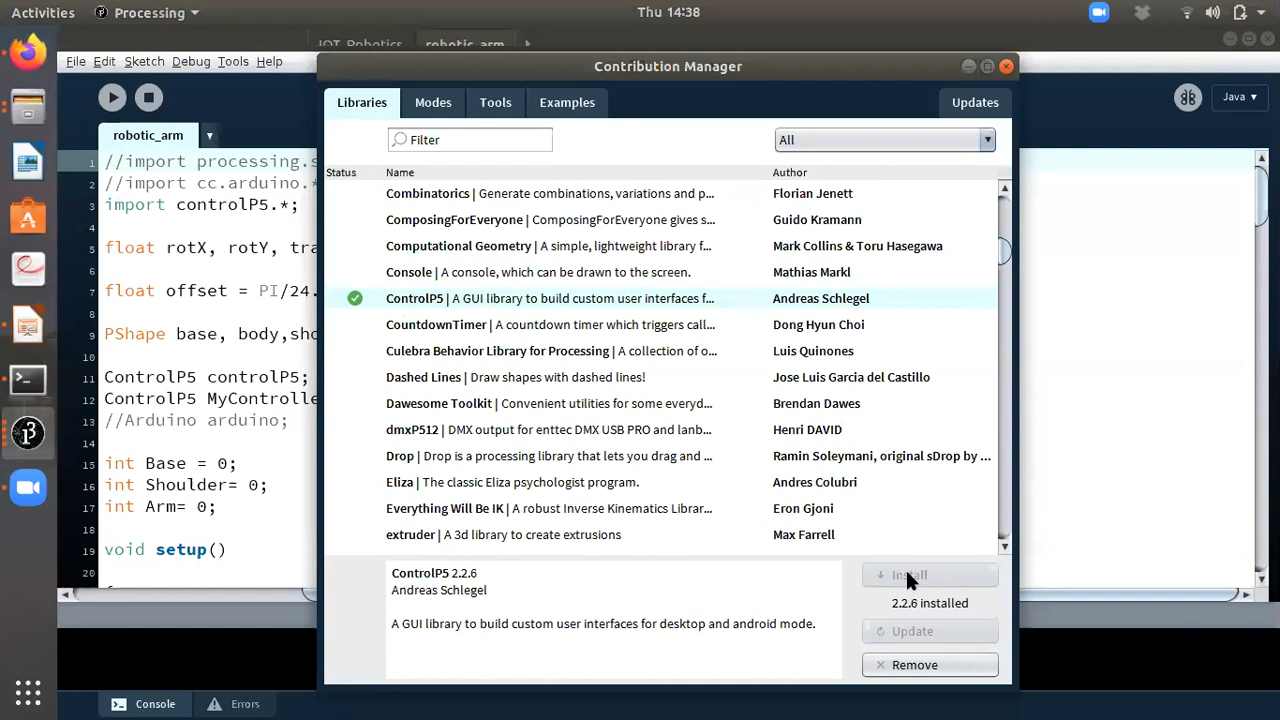 Activities Processing Thu 14:38
IOT_Robotics robotic_arm
File Edit Sketch Debug Tools Help
Contribution Manager
Libraries Modes Tools Examples Updates
Java
robotic_arm
Filter All
Status Name Author
1 //import processing.s
2 //import cc.arduino.*
3 import controlP5.*;
4
5 float rotX, rotY, tra
6
7 float offset = PI/24.
8
9 PShape base, body,sho
10
11 ControlP5 controlP5;
12 ControlP5 MyControlle
13 //Arduino arduino;
14
15 int Base = 0;
16 int Shoulder= 0;
17 int Arm= 0;
18
19 void setup()
20
Combinatorics | Generate combinations, variations and p... Florian Jenett
ComposingForEveryone | ComposingForEveryone gives s... Guido Kramann
Computational Geometry | A simple, lightweight library f... Mark Collins & Toru Hasegawa
Console | A console, which can be drawn to the screen. Mathias Markl
ControlP5 | A GUI library to build custom user interfaces f... Andreas Schlegel
CountdownTimer | A countdown timer which triggers call... Dong Hyun Choi
Culebra Behavior Library for Processing | A collection of o... Luis Quinones
Dashed Lines | Draw shapes with dashed lines! Jose Luis Garcia del Castillo
Dawesome Toolkit | Convenient utilities for some everyd... Brendan Dawes
dmxP512 | DMX output for enttec DMX USB PRO and lanb... Henri DAVID
Drop | Drop is a processing library that lets you drag and ... Ramin Soleymani, original sDrop by ...
Eliza | The classic Eliza psychologist program. Andres Colubri
Everything Will Be IK | A robust Inverse Kinematics Librar... Eron Gjoni
extruder | A 3d library to create extrusions Max Farrell
ControlP5 2.2.6
Andreas Schlegel
A GUI library to build custom user interfaces for desktop and android mode.
Install
2.2.6 installed
Update
Remove
Console Errors